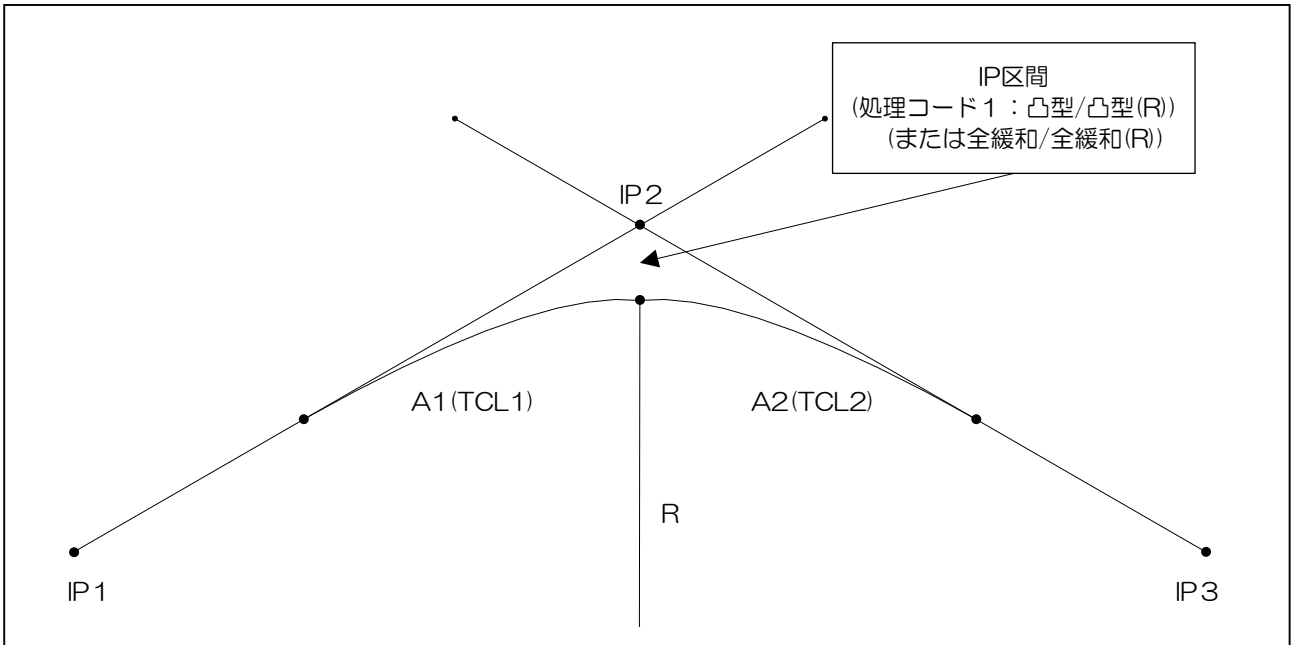 IP区間
(処理コード1：凸型/凸型(R))
(または全緩和/全緩和(R))
IP2
A1(TCL1)
A2(TCL2)
R
IP1
IP3